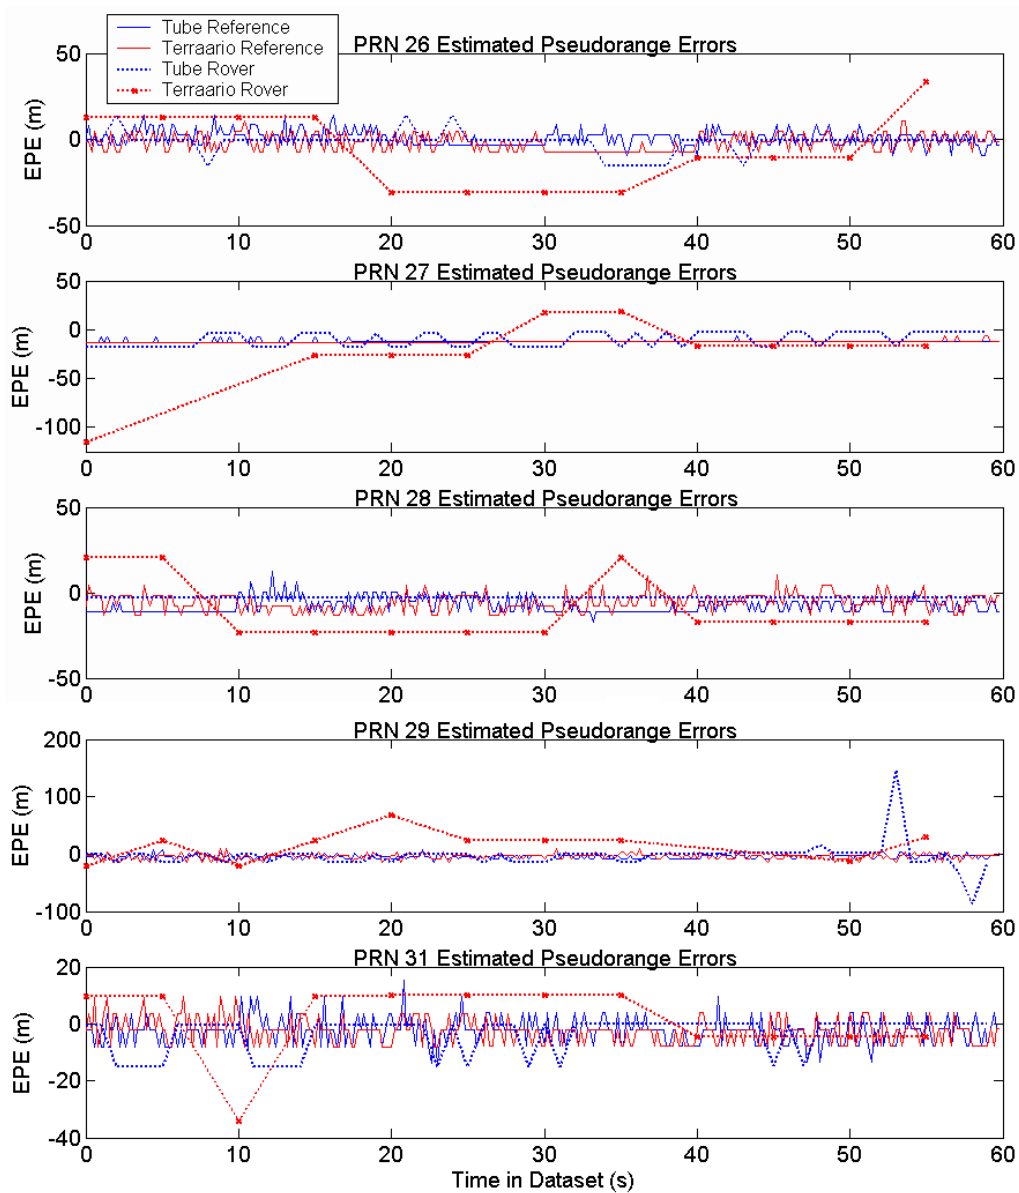 Tube Reference
Terraario Reference
Tube Rover
Terraario Rover
PRN 26 Estimated Pseudorange Errors
50
0
-50
EPE (m)
0 10 20 30 40 50 60
PRN 27 Estimated Pseudorange Errors
50
0
-50
-100
EPE (m)
0 10 20 30 40 50 60
PRN 28 Estimated Pseudorange Errors
50
0
-50
EPE (m)
0 10 20 30 40 50 60
PRN 29 Estimated Pseudorange Errors
200
100
0
-100
EPE (m)
0 10 20 30 40 50 60
PRN 31 Estimated Pseudorange Errors
20
0
-20
-40
EPE (m)
0 10 20 30 40 50 60
Time in Dataset (s)